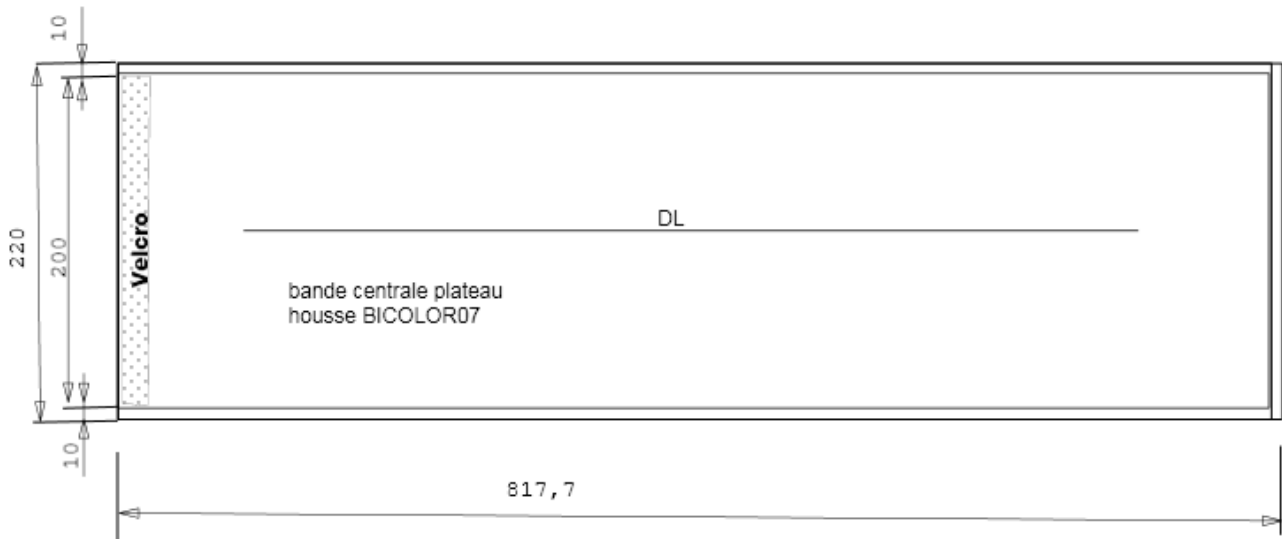 10
220
200
Velcro
DL
bande centrale plateau
housse BICOLOR07
10
817,7